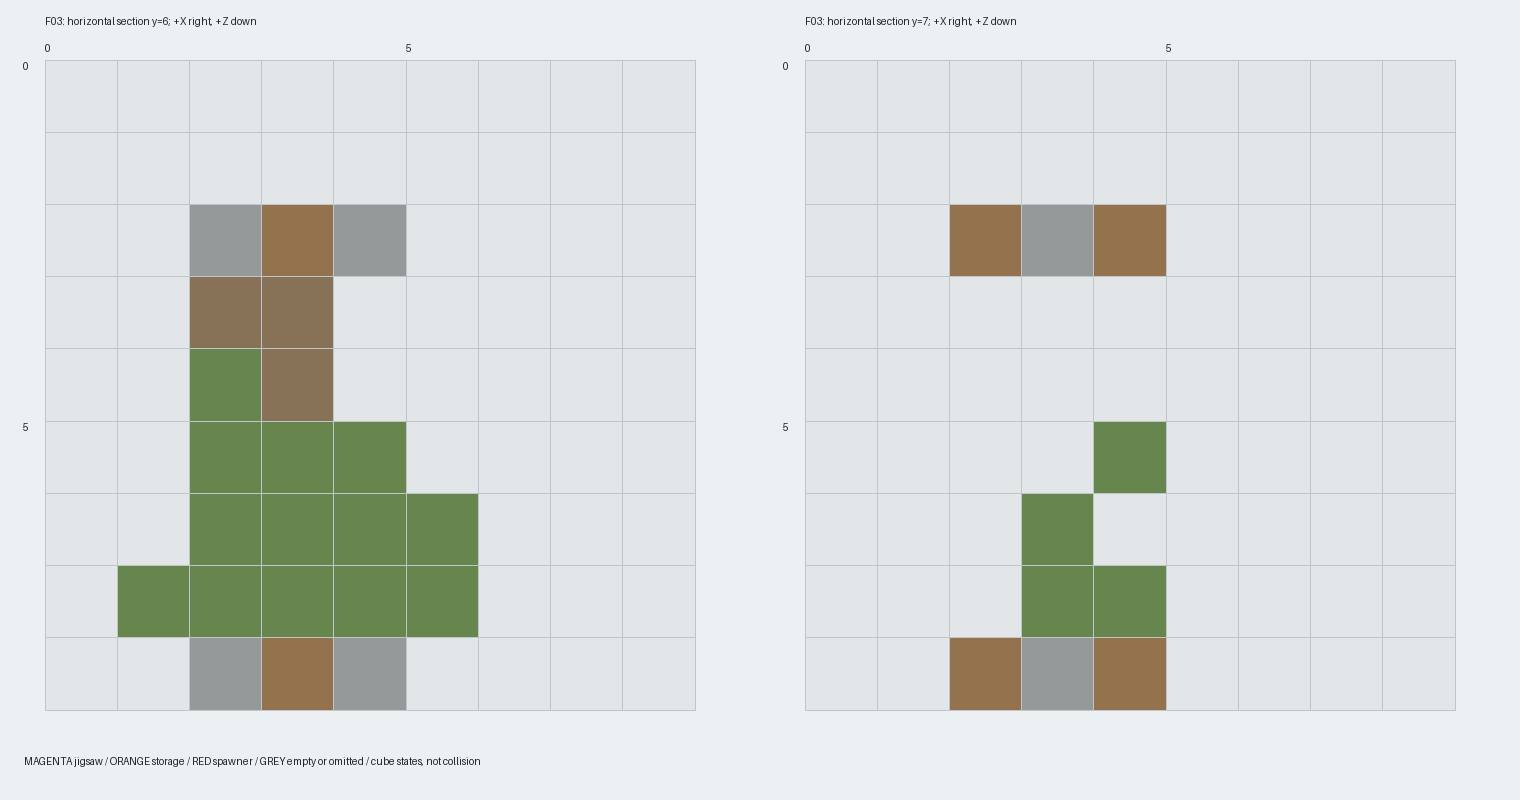 F03: horizontal section y=6; +X right, +Z down
F03: horizontal section y=7; +X right, +Z down
0 5
0 5
0
0
5
5
MAGENTA jigsaw / ORANGE storage / RED spawner / GREY empty or omitted / cube states, not collision